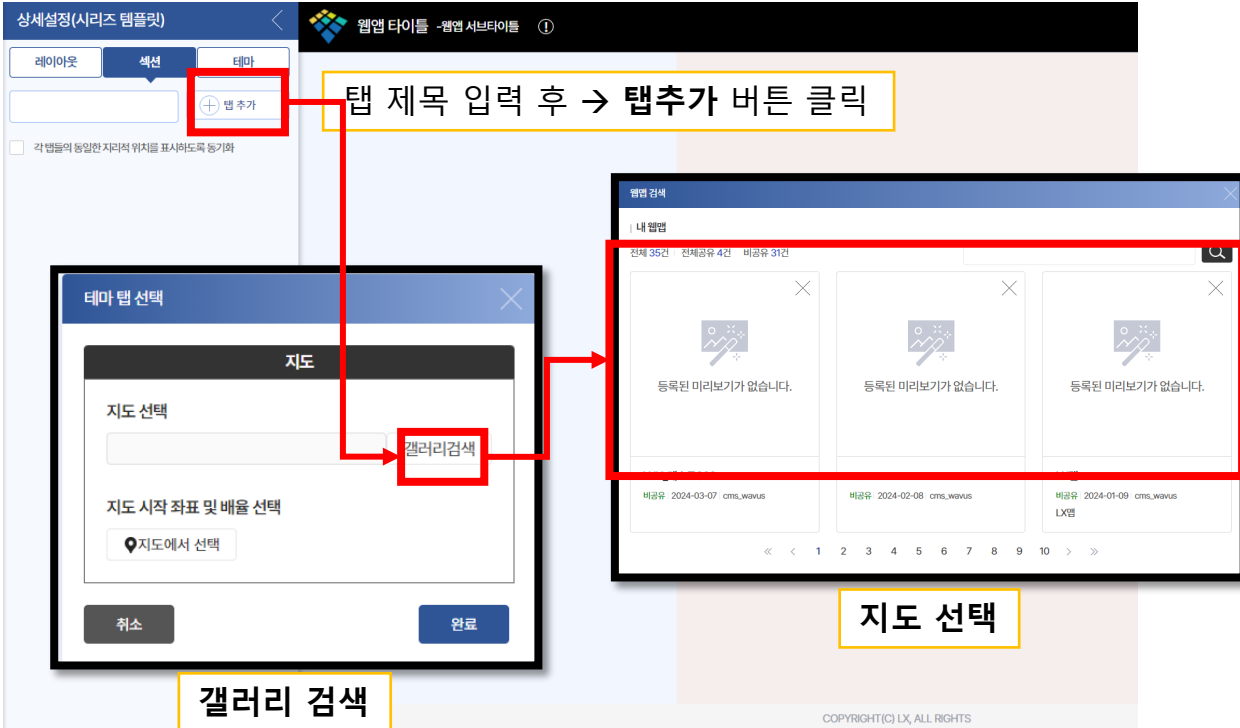 상세설정(시리즈 템플릿)
웹앱 타이틀 -웹앱 서브타이틀
레이아웃 섹션 테마
탭 추가
탭 제목 입력 후 → 탭추가 버튼 클릭
각 탭들의 동일한 지리적 위치를 표시하도록 동기화
웹맵 검색
내 웹맵
전체 35건 전체공유 4건 비공유 31건
등록된 미리보기가 없습니다. 등록된 미리보기가 없습니다. 등록된 미리보기가 없습니다.
비공유 2024-03-07 cms_wavus 비공유 2024-02-08 cms_wavus 비공유 2024-01-09 cms_wavus
LX맵
« < 1 2 3 4 5 6 7 8 9 10 > »
지도 선택
테마 탭 선택
지도
지도 선택
갤러리검색
지도 시작 좌표 및 배율 선택
지도에서 선택
취소 완료
갤러리 검색
COPYRIGHT(C) LX, ALL RIGHTS